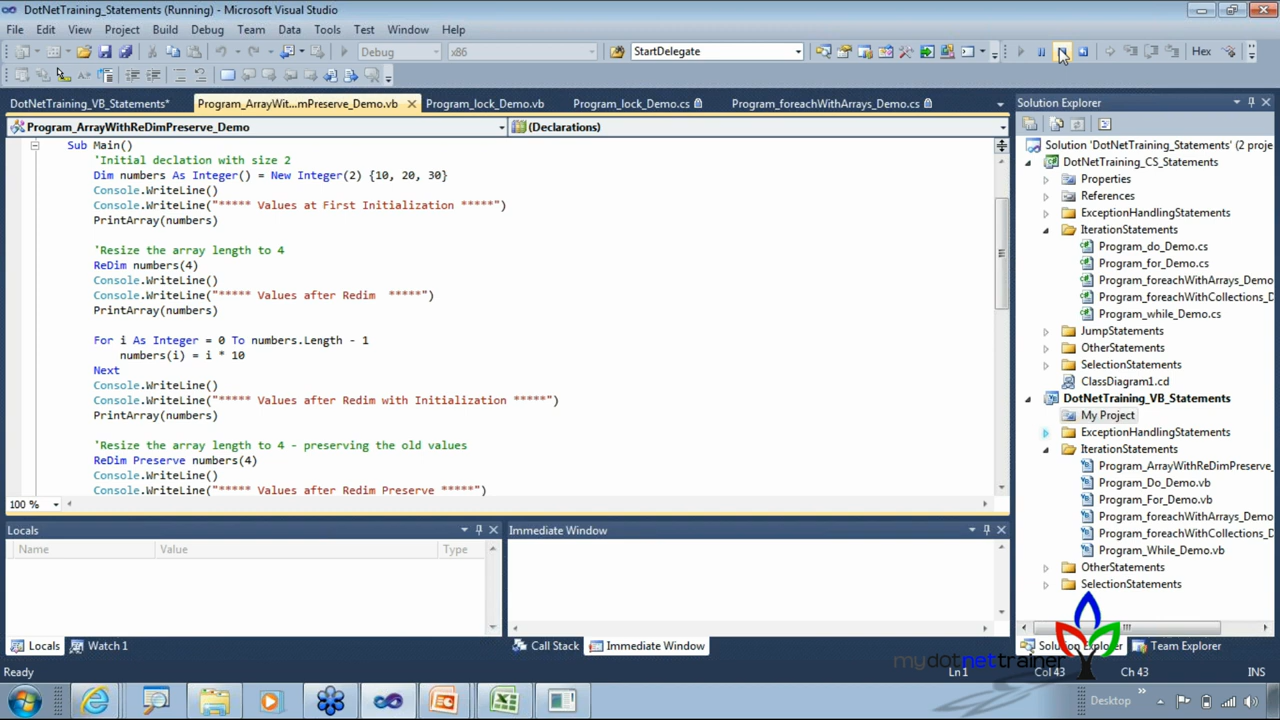 DotNetTraining_Statements (Running) - Microsoft Visual Studio
File Edit View Project Build Debug Team Data Tools Test Window Help
Debug x86 StartDelegate Hex
DotNetTraining_VB_Statements* Program_ArrayWit...mPreserve_Demo.vb Program_lock_Demo.vb Program_lock_Demo.cs Program_foreachWithArrays_Demo.cs
Program_ArrayWithReDimPreserve_Demo (Declarations)
Sub Main()
'Initial declation with size 2
Dim numbers As Integer() = New Integer(2) {10, 20, 30}
Console.WriteLine()
Console.WriteLine("***** Values at First Initialization *****")
PrintArray(numbers)
'Resize the array length to 4
ReDim numbers(4)
Console.WriteLine()
Console.WriteLine("***** Values after Redim  *****")
PrintArray(numbers)
For i As Integer = 0 To numbers.Length - 1
numbers(i) = i * 10
Next
Console.WriteLine()
Console.WriteLine("***** Values after Redim with Initialization *****")
PrintArray(numbers)
'Resize the array length to 4 - preserving the old values
ReDim Preserve numbers(4)
Console.WriteLine()
Console.WriteLine("***** Values after Redim Preserve *****")
100 %
Locals
Name Value Type
Locals Watch 1
Immediate Window
Call Stack Immediate Window
Solution Explorer
Solution 'DotNetTraining_Statements' (2 proje
DotNetTraining_CS_Statements
Properties
References
ExceptionHandlingStatements
IterationStatements
Program_do_Demo.cs
Program_for_Demo.cs
Program_foreachWithArrays_Demo
Program_foreachWithCollections_D
Program_while_Demo.cs
JumpStatements
OtherStatements
SelectionStatements
ClassDiagram1.cd
DotNetTraining_VB_Statements
My Project
ExceptionHandlingStatements
IterationStatements
Program_ArrayWithReDimPreserve_
Program_Do_Demo.vb
Program_For_Demo.vb
Program_foreachWithArrays_Demo
Program_foreachWithCollections_D
Program_While_Demo.vb
OtherStatements
SelectionStatements
Solution Explorer Team Explorer
mydotnettrainer
Ready Ln 1 Col 43 Ch 43 INS
Desktop